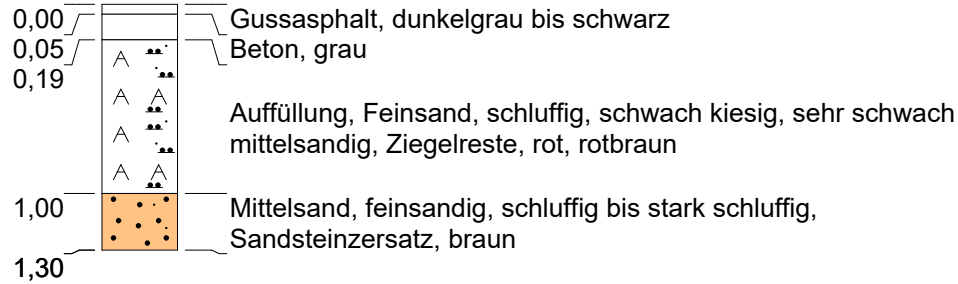 0,00 Gussasphalt, dunkelgrau bis schwarz
0,05 Beton, grau
0,19
Auffüllung, Feinsand, schluffig, schwach kiesig, sehr schwach
mittelsandig, Ziegelreste, rot, rotbraun
1,00 Mittelsand, feinsandig, schluffig bis stark schluffig,
Sandsteinzersatz, braun
1,30